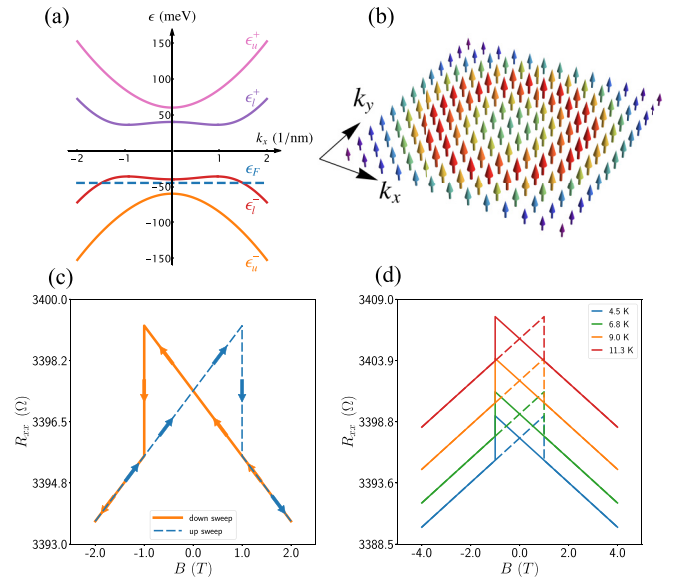 (a)
ϵ (meV)
150
100
50
−50
−100
−150
−2
−1
1
2
k_x (1/nm)
ϵ_u^+
ϵ_l^+
ϵ_F
ϵ_l^−
ϵ_u^−
(b)
k_y
k_x
(c)
3400.0
3398.2
3396.5
3394.8
3393.0
R_xx (Ω)
-2.0 -1.0 0.0 1.0 2.0
B (T)
down sweep
up sweep
(d)
3409.0
3403.9
3398.8
3393.6
3388.5
R_xx (Ω)
-4.0 -2.0 0.0 2.0 4.0
B (T)
4.5 K
6.8 K
9.0 K
11.3 K